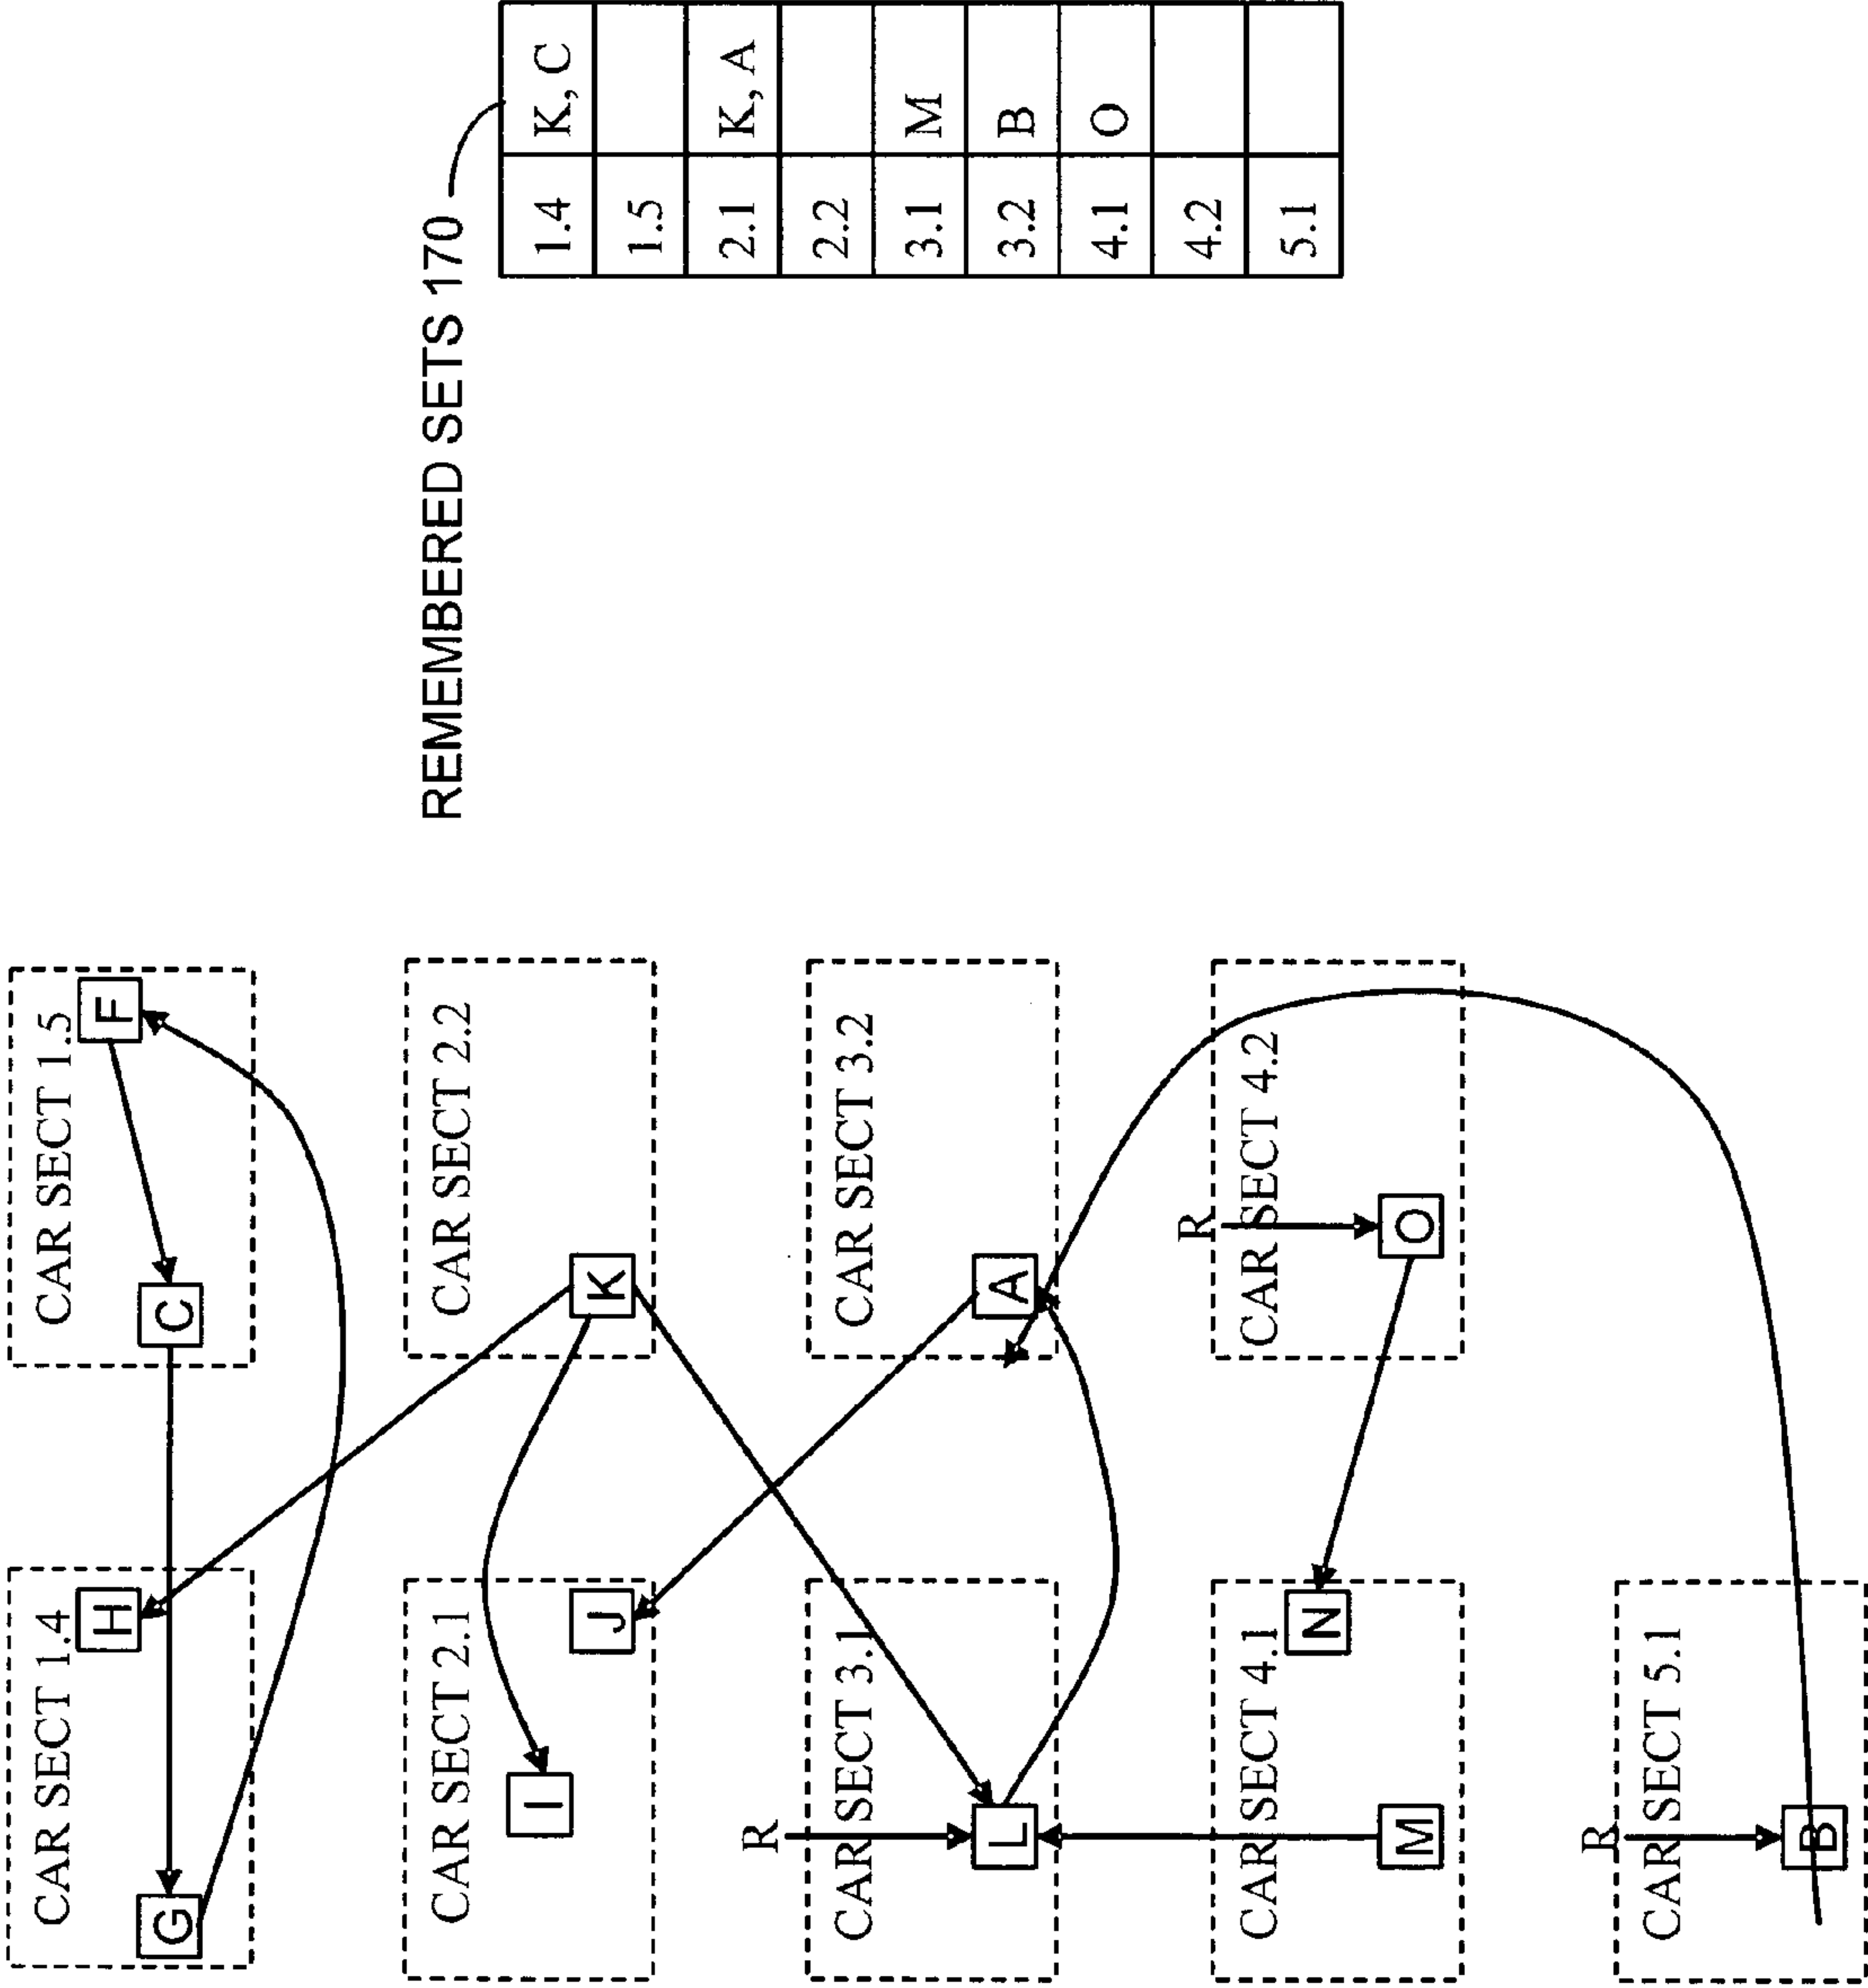 CAR SECT 1.4
H
G
CAR SECT 1.5
F
C
CAR SECT 2.1
I
J
CAR SECT 2.2
K
R
CAR SECT 3.1
L
CAR SECT 3.2
A
CAR SECT 4.1
N
M
R
CAR SECT 4.2
O
R
CAR SECT 5.1
B
REMEMBERED SETS 170
1.4 K, C
1.5
2.1 K, A
2.2
3.1 M
3.2 B
4.1 O
4.2
5.1